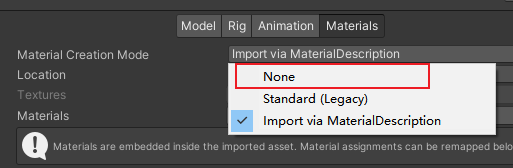 Model Rig Animation Materials
Material Creation Mode Import via MaterialDescription
Location None
Textures Standard (Legacy)
Materials Import via MaterialDescription
Materials are embedded inside the imported asset. Material assignments can be remapped below